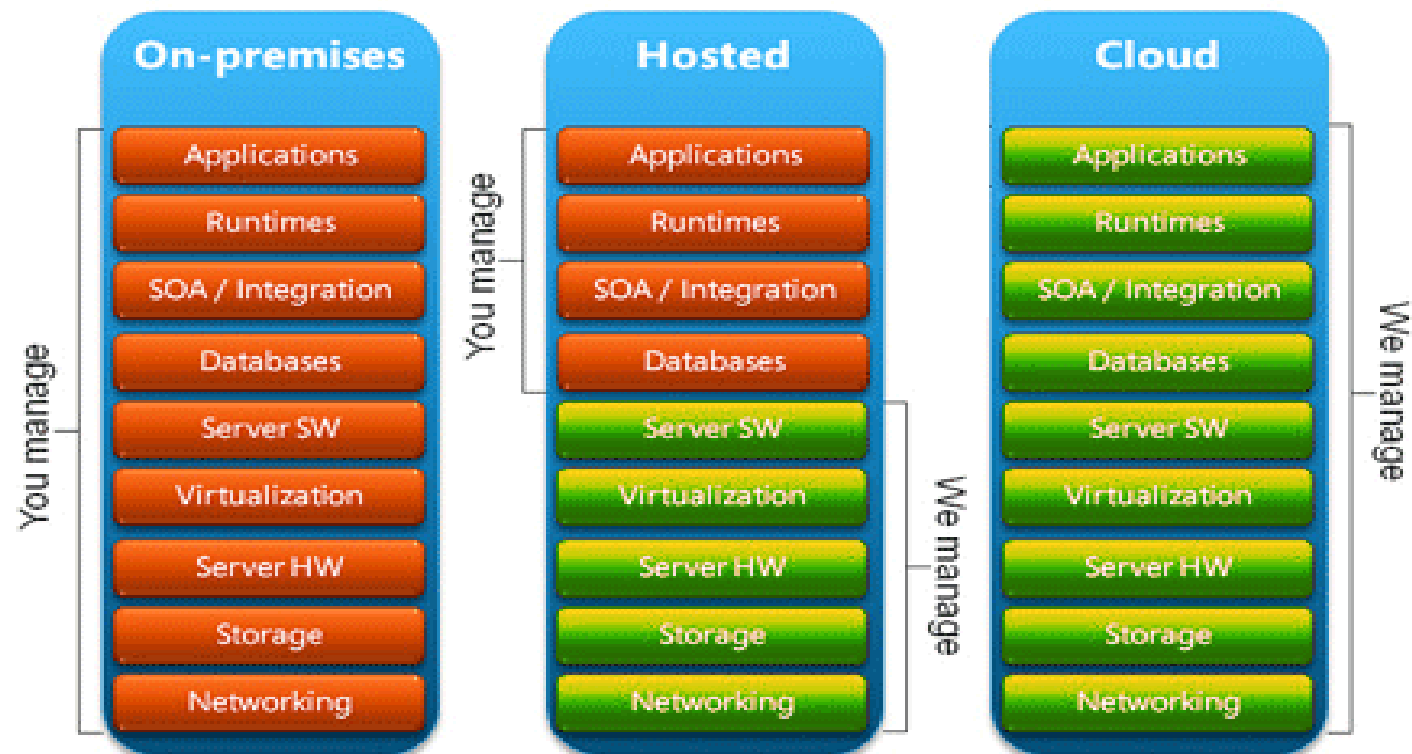 On-premises
You manage
Applications
Runtimes
SOA / Integration
Databases
Server SW
Virtualization
Server HW
Storage
Networking
Hosted
You manage
Applications
Runtimes
SOA / Integration
Databases
Server SW
Virtualization
Server HW
Storage
Networking
We manage
Cloud
Applications
Runtimes
SOA / Integration
Databases
Server SW
Virtualization
Server HW
Storage
Networking
We manage